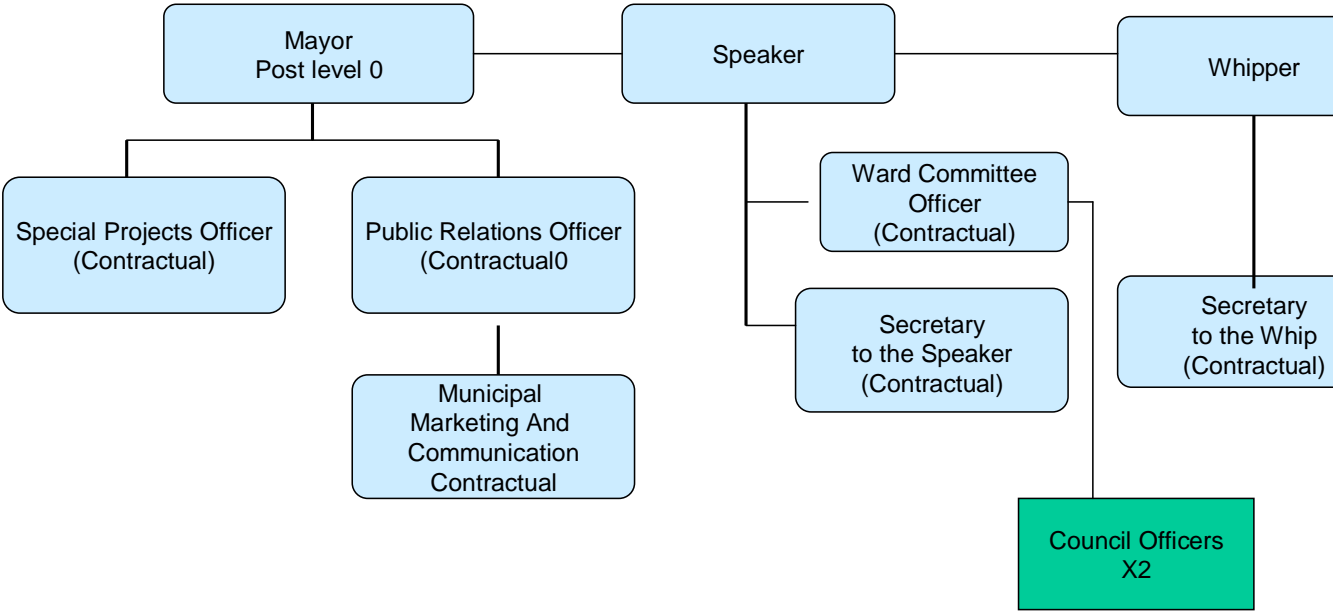 Mayor
Post level 0
Speaker
Whipper
Special Projects Officer
(Contractual)
Public Relations Officer
(Contractual0
Ward Committee
Officer
(Contractual)
Secretary
to the Speaker
(Contractual)
Secretary
to the Whip
(Contractual)
Municipal
Marketing And
Communication
Contractual
Council Officers
X2